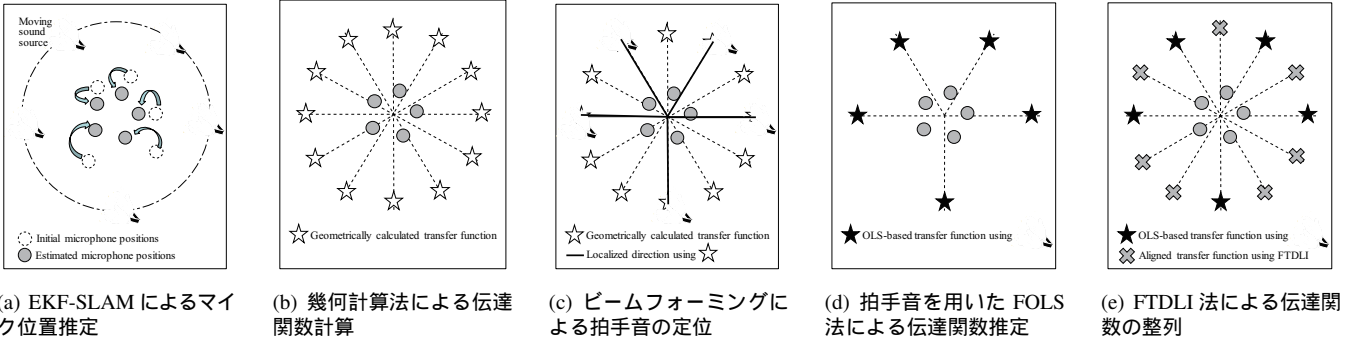 Moving
sound
source
Initial microphone positions
Estimated microphone positions
Geometrically calculated transfer function
Geometrically calculated transfer function
Localized direction using
OLS-based transfer function using
OLS-based transfer function using
Aligned transfer function using FTDLI
(a) EKF-SLAM によるマイ
ク位置推定
(b) 幾何計算法による伝達
関数計算
(c) ビームフォーミングに
よる拍手音の定位
(d) 拍手音を用いた FOLS
法による伝達関数推定
(e) FTDLI 法による伝達関
数の整列